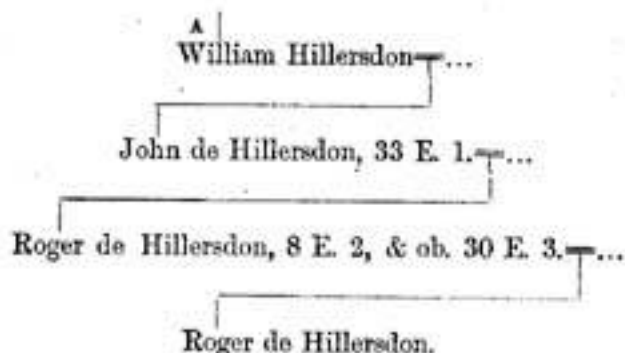 A
William Hillersdon=...
John de Hillersdon, 33 E. 1.=...
Roger de Hillersdon, 8 E. 2, & ob. 30 E. 3.=...
Roger de Hillersdon.